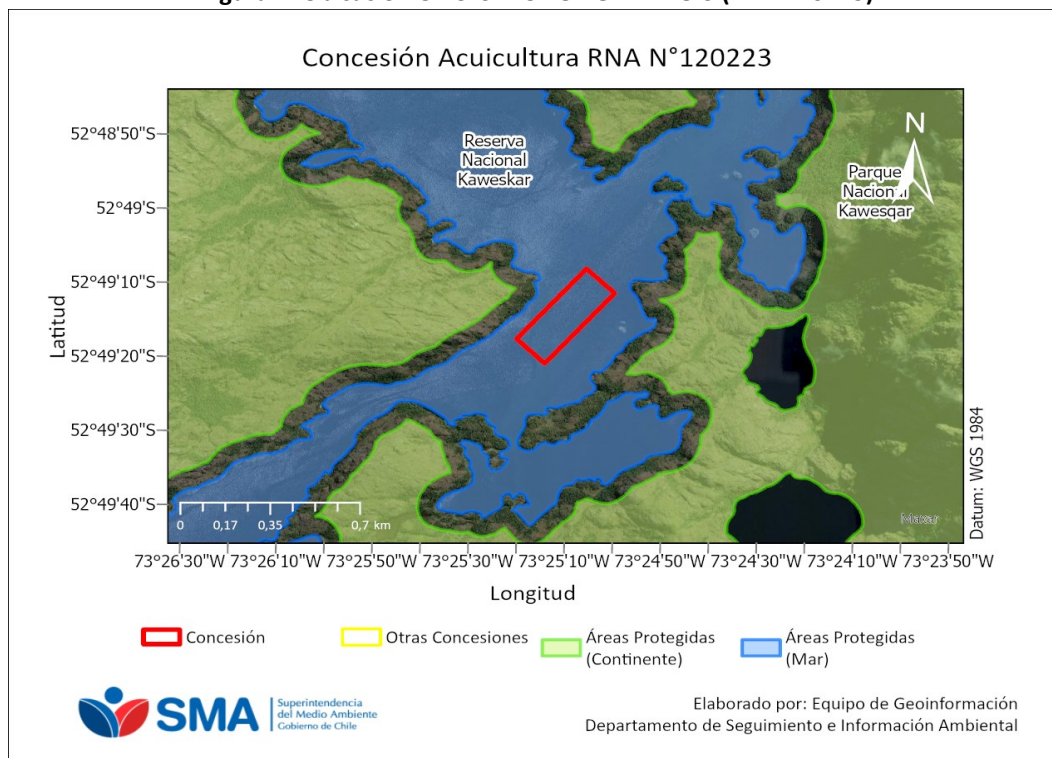 Concesión Acuicultura RNA N°120223
52°48'50"S
52°49'S
52°49'10"S
52°49'20"S
52°49'30"S
52°49'40"S
Latitud
Reserva
Nacional
Kaweskar
N
Parque
Nacional
Kawesqar
Datum: WGS 1984
Maxar
0 0,17 0,35 0,7 km
73°26'30"W 73°26'10"W 73°25'50"W 73°25'30"W 73°25'10"W 73°24'50"W 73°24'30"W 73°24'10"W 73°23'50"W
Longitud
Concesión
Otras Concesiones
Áreas Protegidas
(Continente)
Áreas Protegidas
(Mar)
SMA
Superintendencia
del Medio Ambiente
Gobierno de Chile
Elaborado por: Equipo de Geoinformación
Departamento de Seguimiento e Información Ambiental